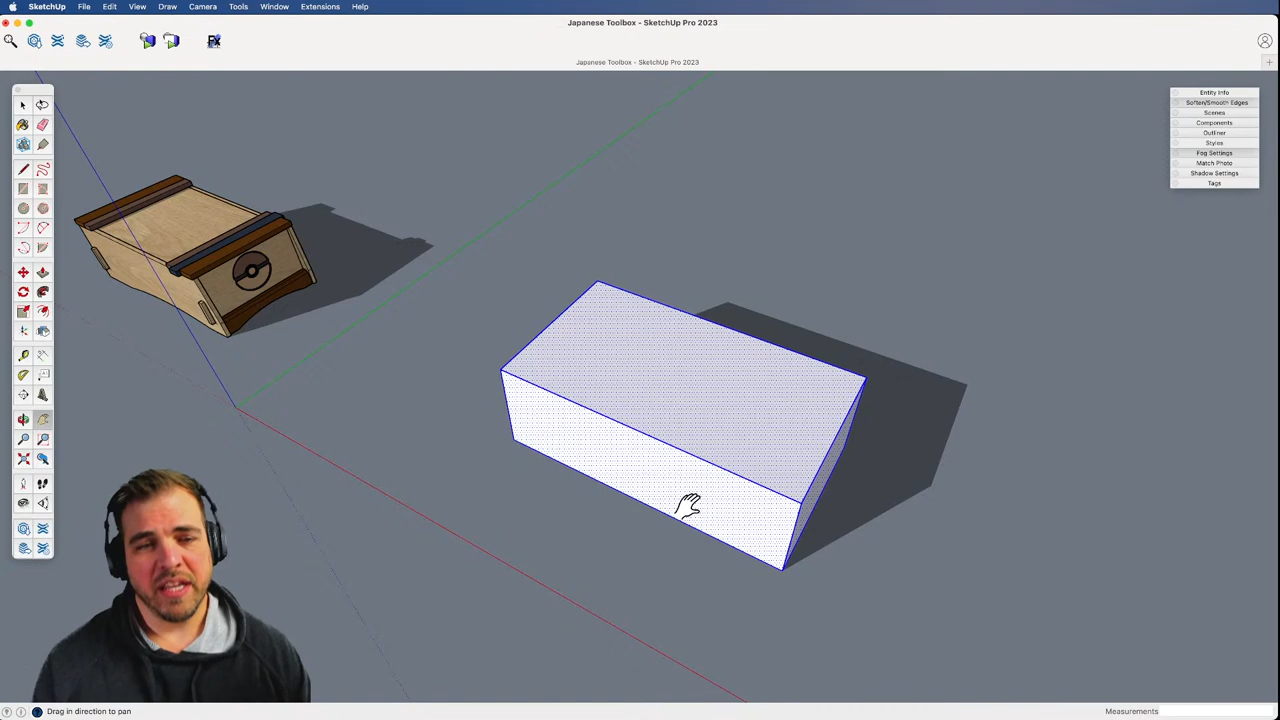 SketchUp File Edit View Draw Camera Tools Window Extensions Help
Japanese Toolbox - SketchUp Pro 2023
Japanese Toolbox - SketchUp Pro 2023
Entity Info
Soften/Smooth Edges
Scenes
Components
Outliner
Styles
Fog Settings
Match Photo
Shadow Settings
Tags
Drag in direction to pan
Measurements